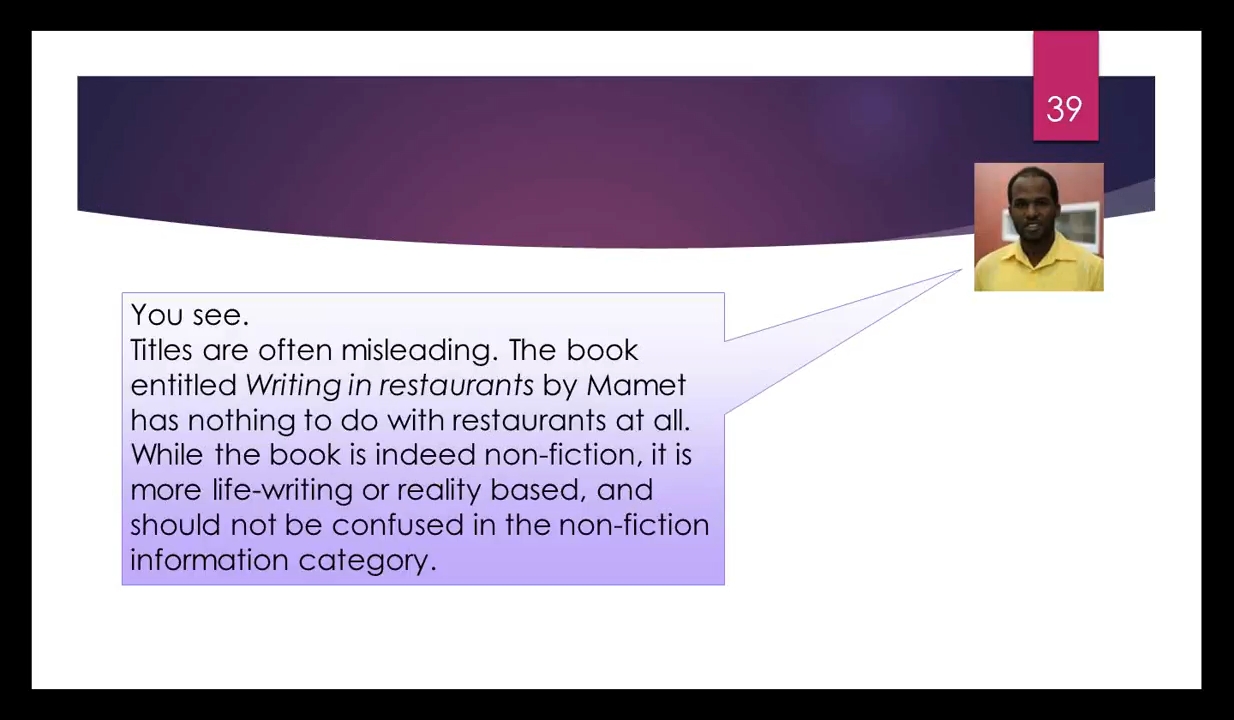 39
You see.
Titles are often misleading. The book
entitled Writing in restaurants by Mamet
has nothing to do with restaurants at all.
While the book is indeed non-fiction, it is
more life-writing or reality based, and
should not be confused in the non-fiction
information category.